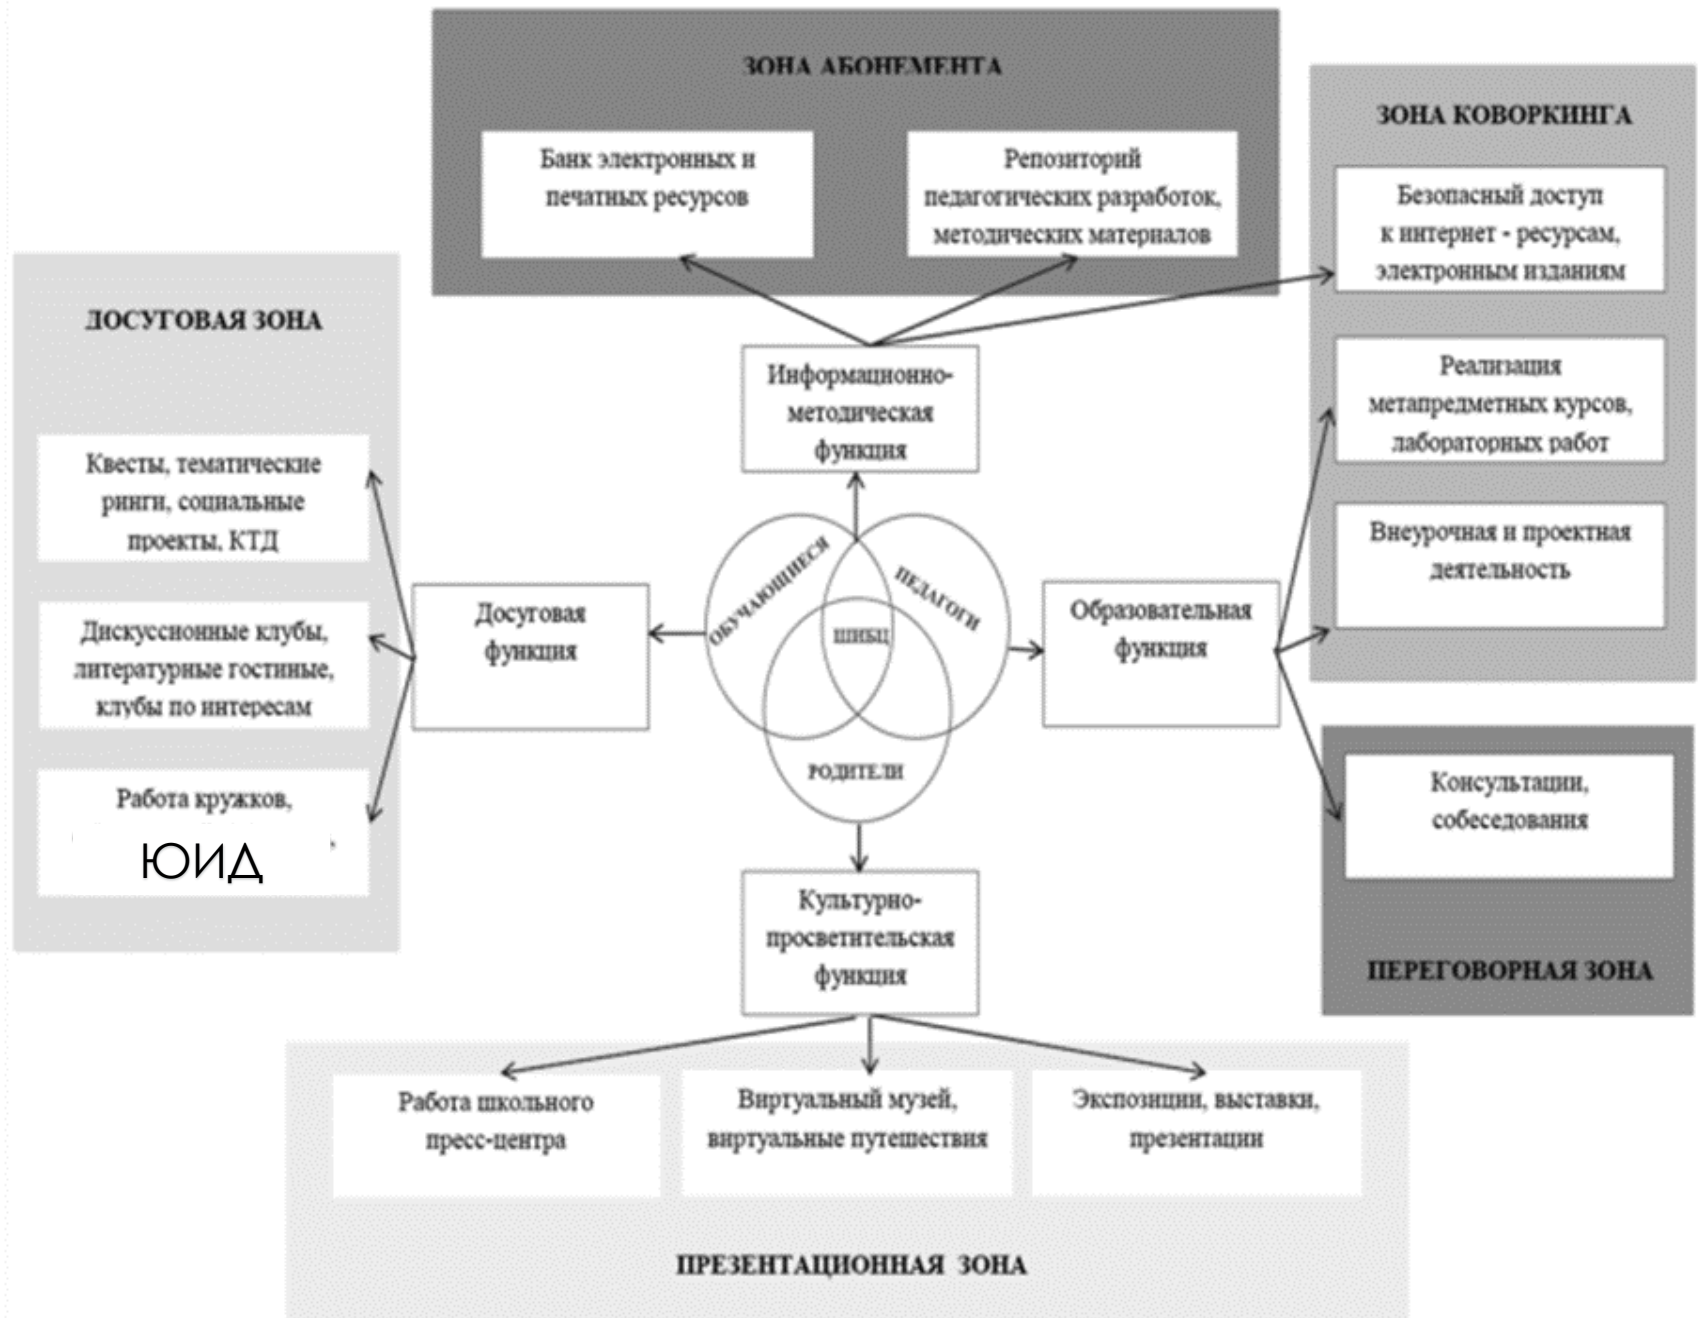 ЗОНА АБОНЕМЕНТА
Банк электронных и
печатных ресурсов
Репозиторий
педагогических разработок,
методических материалов
ЗОНА КОВОРКИНГА
Безопасный доступ
к интернет - ресурсам,
электронным изданиям
Реализация
метапредметных курсов,
лабораторных работ
Внеурочная и проектная
деятельность
ДОСУГОВАЯ ЗОНА
Квесты, тематические
ринги, социальные
проекты, КТД
Дискуссионные клубы,
литературные гостиные,
клубы по интересам
Работа кружков,
ЮИД
Информационно-
методическая
функция
Досуговая
функция
ОБУЧАЮЩИЕСЯ
ПЕДАГОГИ
ШИБЦ
РОДИТЕЛИ
Образовательная
функция
Консультации,
собеседования
ПЕРЕГОВОРНАЯ ЗОНА
Культурно-
просветительская
функция
Работа школьного
пресс-центра
Виртуальный музей,
виртуальные путешествия
Экспозиции, выставки,
презентации
ПРЕЗЕНТАЦИОННАЯ ЗОНА